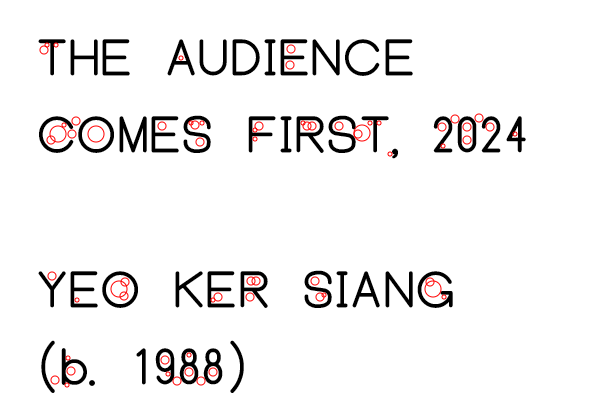 THE AUDIENCE
COMES FIRST, 2024
YEO KER SIANG
(b. 1988)